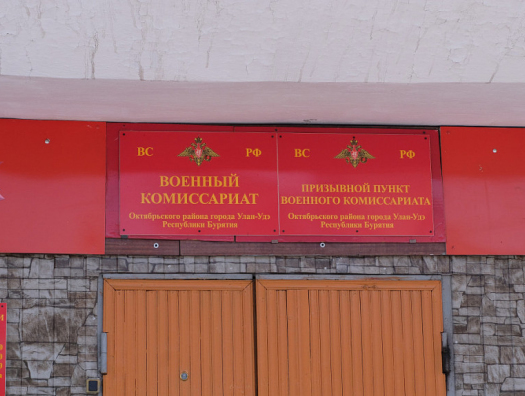 ВС РФ
ВОЕННЫЙ
КОМИССАРИАТ
Октябрьского района города Улан-Удэ
Республики Бурятия
ВС РФ
ПРИЗЫВНОЙ ПУНКТ
ВОЕННОГО КОМИССАРИАТА
Октябрьского района города Улан-Удэ
Республики Бурятия